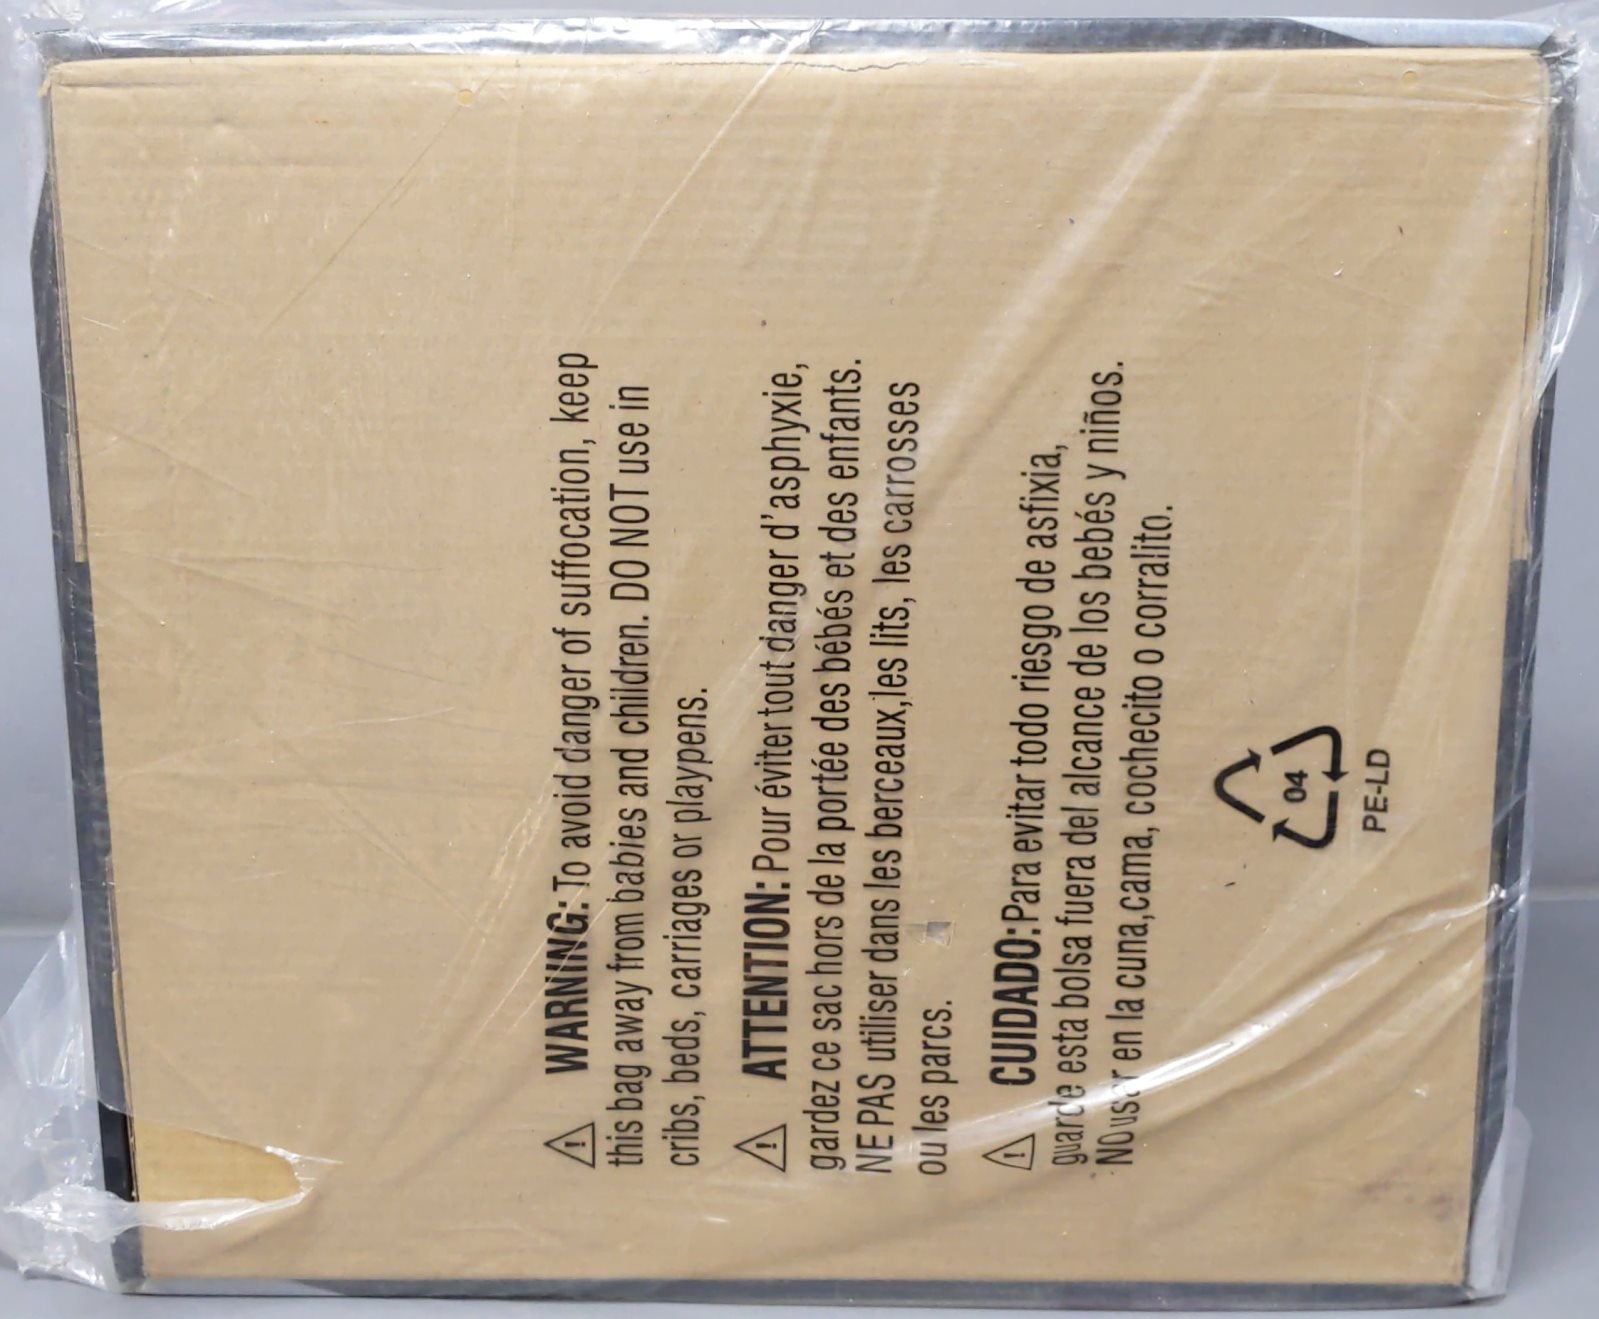 WARNING: To avoid danger of suffocation, keep
this bag away from babies and children. DO NOT use in
cribs, beds, carriages or playpens.
ATTENTION: Pour éviter tout danger d'asphyxie,
gardez ce sac hors de la portée des bébés et des enfants.
NE PAS utiliser dans les berceaux,les lits, les carrosses
ou les parcs.
CUIDADO:Para evitar todo riesgo de asfixia,
guarde esta bolsa fuera del alcance de los bebés y niños.
NO usar en la cuna,cama, cochecito o corralito.
04
PE-LD